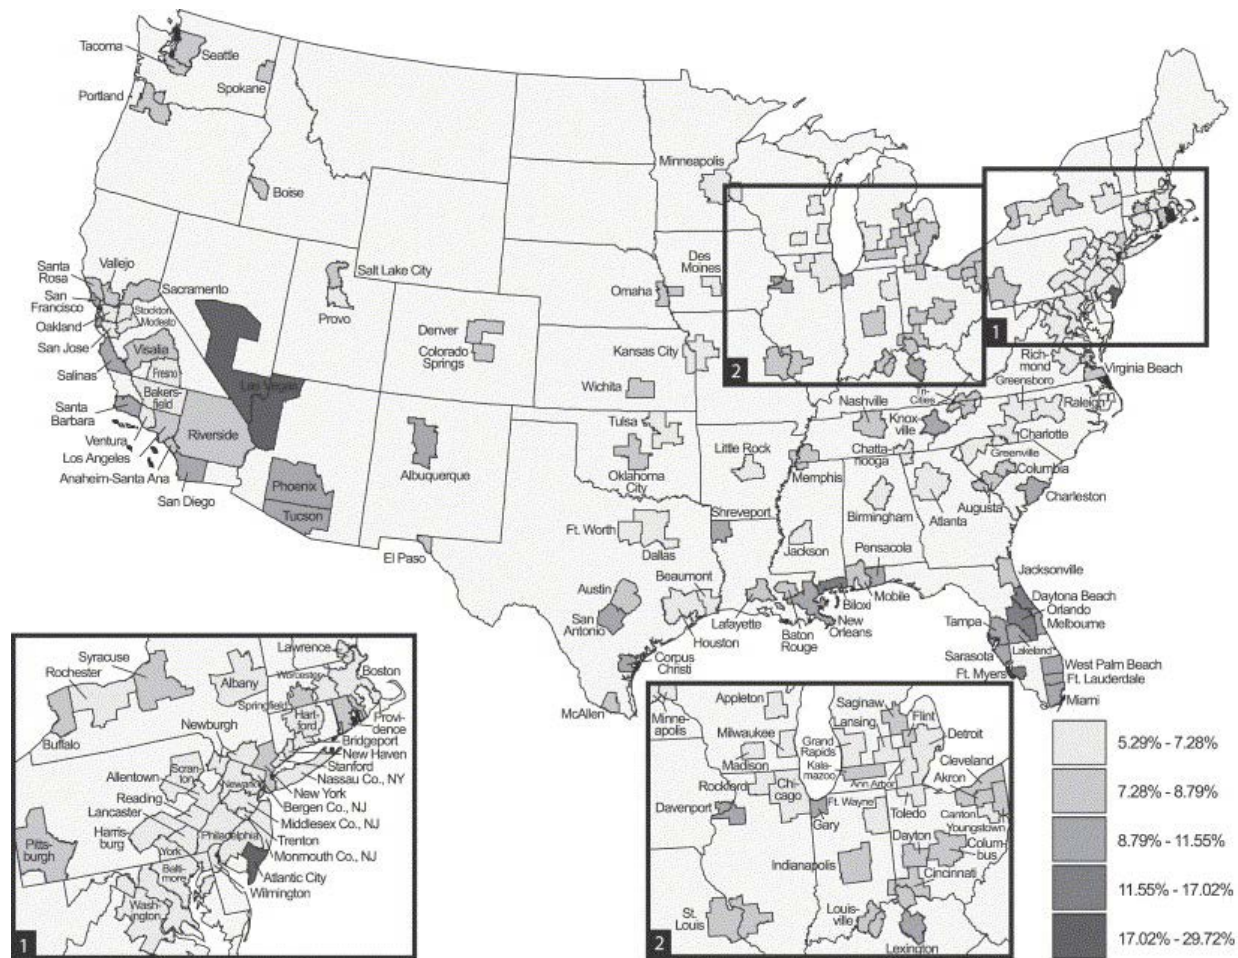 Tacoma
Seattle
Spokane
Portland
Boise
Minneapolis
Santa
Rosa
Vallejo
San
Francisco
Sacramento
Oakland
Stockton
Modesto
San Jose
Visalia
Salinas
Fresno
Bakers-
field
Santa
Barbara
Ventura
Los Angeles
Anaheim-Santa Ana
Riverside
San Diego
Las Vegas
Salt Lake City
Provo
Phoenix
Tucson
Denver
Colorado
Springs
Albuquerque
El Paso
Des
Moines
Omaha
Kansas City
Wichita
Tulsa
Oklahoma
City
Little Rock
Ft. Worth
Dallas
Shreveport
Austin
San
Antonio
Beaumont
Houston
Corpus
Christi
McAllen
Lafayette
Baton
Rouge
New
Orleans
Biloxi
Mobile
Pensacola
Jackson
Memphis
Nashville
Knox-
ville
Chatta-
nooga
Birmingham
Atlanta
Augusta
Columbia
Greenville
Charlotte
Charleston
Cities
Greensboro
Raleigh
Rich-
mond
Virginia Beach
Jacksonville
Daytona Beach
Orlando
Melbourne
Tampa
Lakeland
Sarasota
Ft. Myers
West Palm Beach
Ft. Lauderdale
Miami
1
2
Syracuse
Rochester
Buffalo
Albany
Lawrence
Boston
Worcester
Springfield
Hart-
ford
Provi-
dence
Newburgh
Bridgeport
New Haven
Stanford
Nassau Co., NY
New York
Newark
Bergen Co., NJ
Middlesex Co., NJ
Trenton
Monmouth Co., NJ
Atlantic City
Wilmington
Scran-
ton
Allentown
Reading
Lancaster
Harris-
burg
York
Philadelphia
Pitts-
burgh
Balti-
more
Wash-
ington
1
Appleton
Minne-
apolis
Milwaukee
Madison
Rockford
Chi-
cago
Davenport
Gary
Saginaw
Lansing
Flint
Grand
Rapids
Kala-
mazoo
Ann Arbor
Detroit
Cleveland
Akron
Canton
Youngstown
Ft. Wayne
Toledo
Dayton
Colum-
bus
Indianapolis
Cincinnati
St.
Louis
Louis-
ville
Lexington
2
5.29% - 7.28%
7.28% - 8.79%
8.79% - 11.55%
11.55% - 17.02%
17.02% - 29.72%